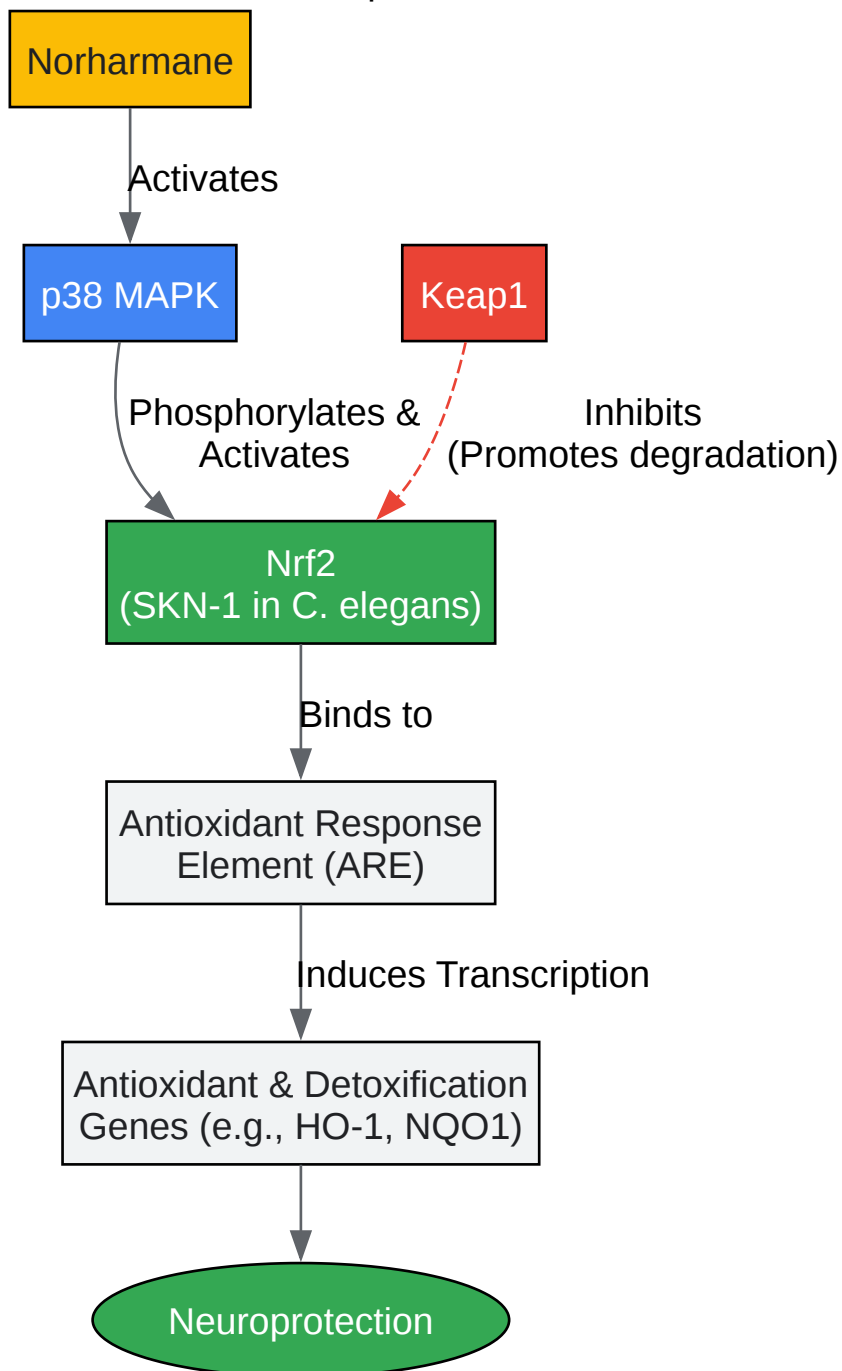 Norharmane
Activates
p38 MAPK
Keap1
Phosphorylates &
Activates
Inhibits
(Promotes degradation)
Nrf2
(SKN-1 in C. elegans)
Binds to
Antioxidant Response
Element (ARE)
Induces Transcription
Antioxidant & Detoxification
Genes (e.g., HO-1, NQO1)
Neuroprotection